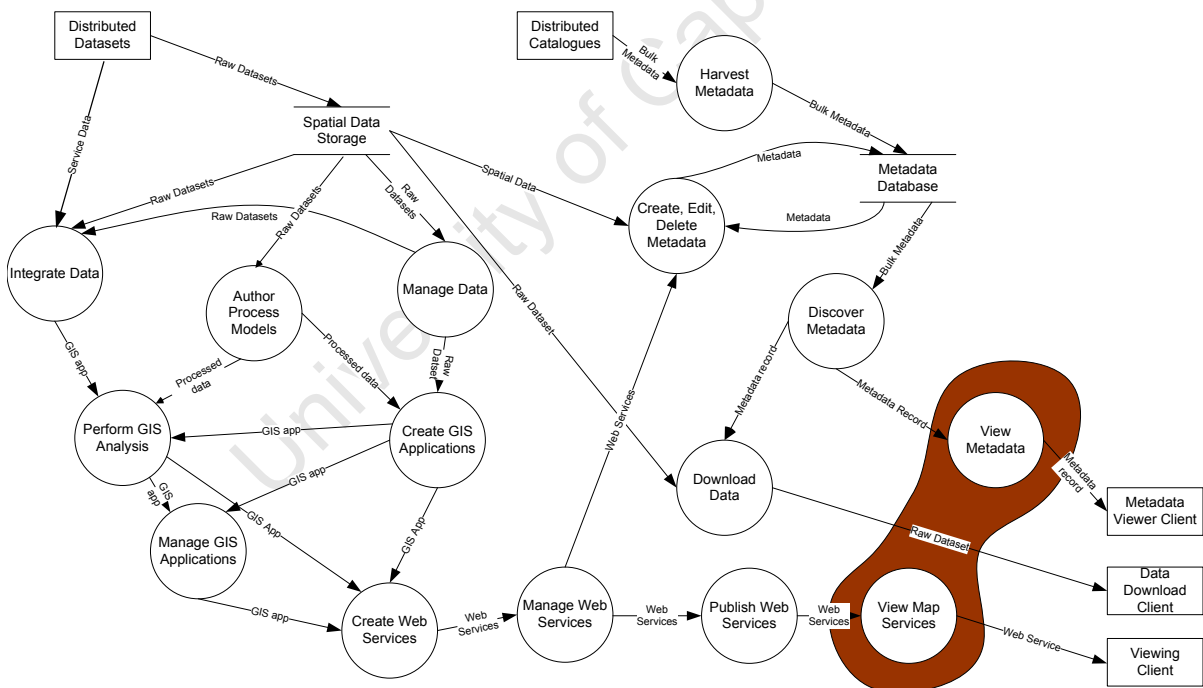 Distributed
Datasets
Distributed
Catalogues
Bulk
Metadata
Harvest
Metadata
Raw Datasets
Service Data
Spatial Data
Storage
Bulk Metadata
Metadata
Metadata
Database
Spatial Data
Raw Datasets
Raw Datasets
Raw
Datasets
Raw Datasets
Create, Edit,
Delete
Metadata
Metadata
Bulk Metadata
Integrate Data
Author
Process
Models
Manage Data
Raw Dataset
Discover
Metadata
GIS app
Processed
data
Processed data
Raw
Datset
Metadata record
Metadata Record
Perform GIS
Analysis
GIS app
Create GIS
Applications
Web Services
View
Metadata
Metadata
record
GIS
app
GIS app
GIS App
GIS App
Download
Data
Metadata
Viewer Client
Manage GIS
Applications
Raw Dataset
Data
Download
Client
GIS app
Create Web
Services
Web
Services
Manage Web
Services
Web
Services
Publish Web
Services
Web
Services
View Map
Services
Web Service
Viewing
Client
University of Cap